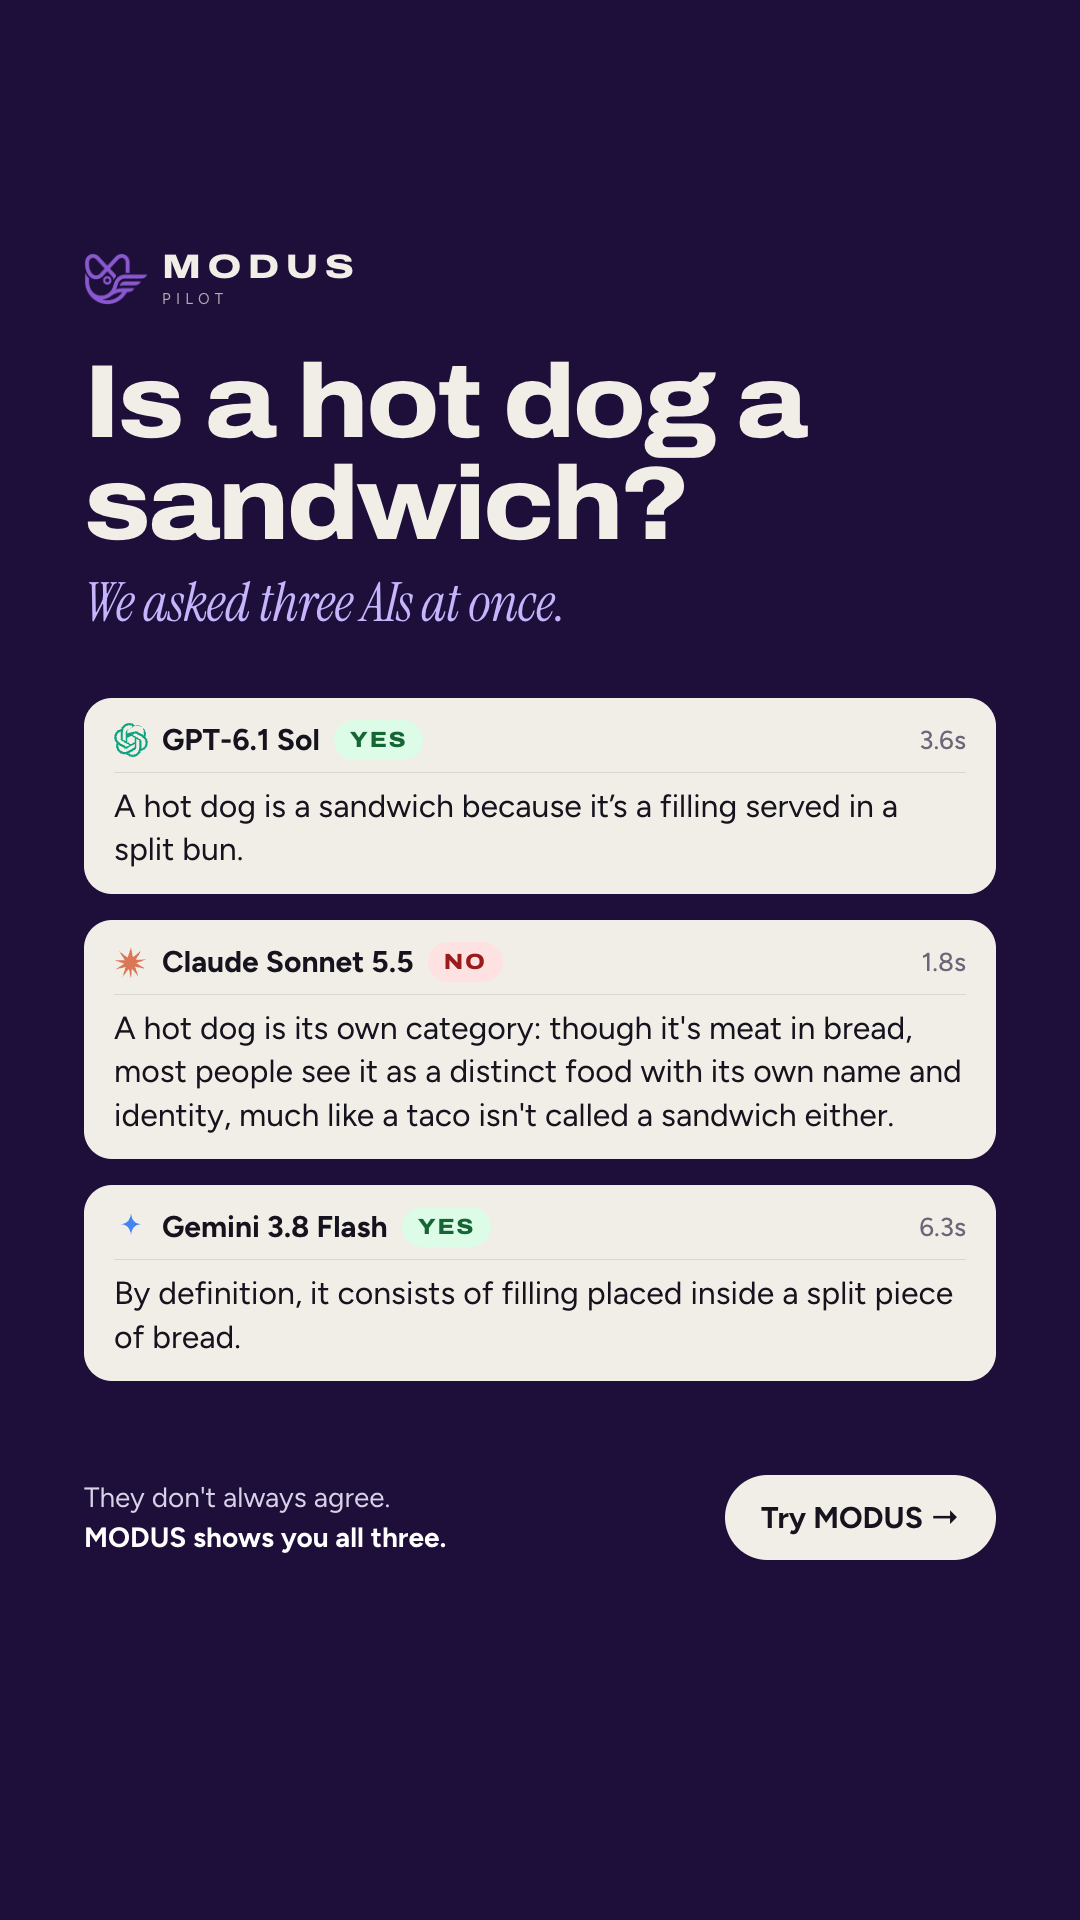 MODUS
PILOT
Is a hot dog a
sandwich?
We asked three AIs at once.
GPT-6.1 Sol YES 3.6s
A hot dog is a sandwich because it’s a filling served in a
split bun.
Claude Sonnet 5.5 NO 1.8s
A hot dog is its own category: though it's meat in bread,
most people see it as a distinct food with its own name and
identity, much like a taco isn't called a sandwich either.
Gemini 3.8 Flash YES 6.3s
By definition, it consists of filling placed inside a split piece
of bread.
They don't always agree.
MODUS shows you all three.
Try MODUS →